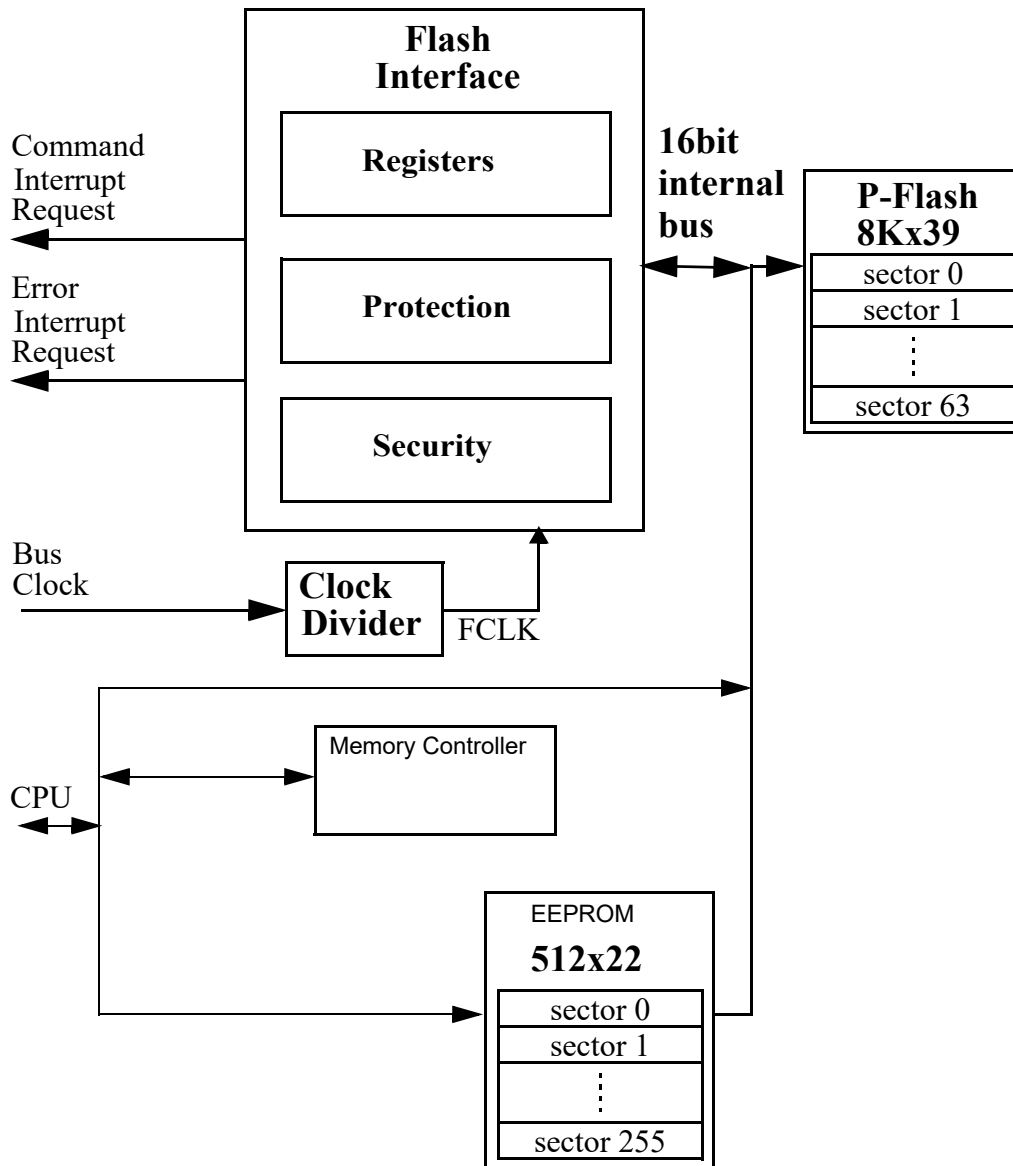 Flash
Interface
Registers
Protection
Security
Command
Interrupt
Request
Error
Interrupt
Request
16bit
internal
bus
P-Flash
8Kx39
sector 0
sector 1
sector 63
Bus
Clock
Clock
Divider
FCLK
Memory Controller
CPU
EEPROM
512x22
sector 0
sector 1
sector 255